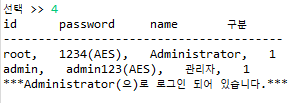 선택 >> 4
id password name 구분
--------------------------------------------------
root, 1234(AES), Administrator, 1
admin, admin123(AES), 관리자, 1
***Administrator(으)로 로그인 되어 있습니다.***